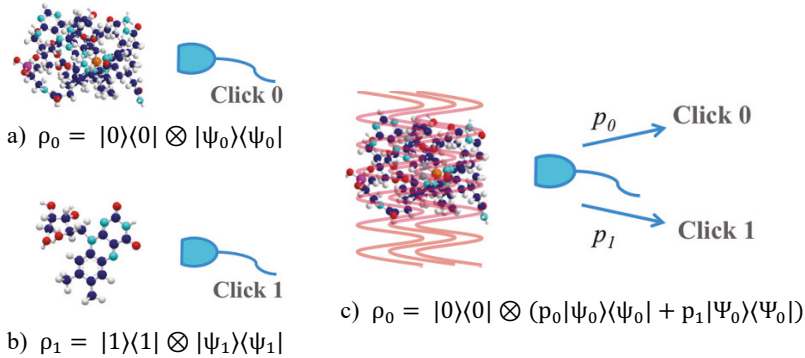 Click 0
a) ρ₀ = |0⟩⟨0| ⊗ |ψ₀⟩⟨ψ₀|
Click 1
b) ρ₁ = |1⟩⟨1| ⊗ |ψ₁⟩⟨ψ₁|
p₀
Click 0
p₁
Click 1
c) ρ₀ = |0⟩⟨0| ⊗ (p₀|ψ₀⟩⟨ψ₀| + p₁|Ψ₀⟩⟨Ψ₀|)